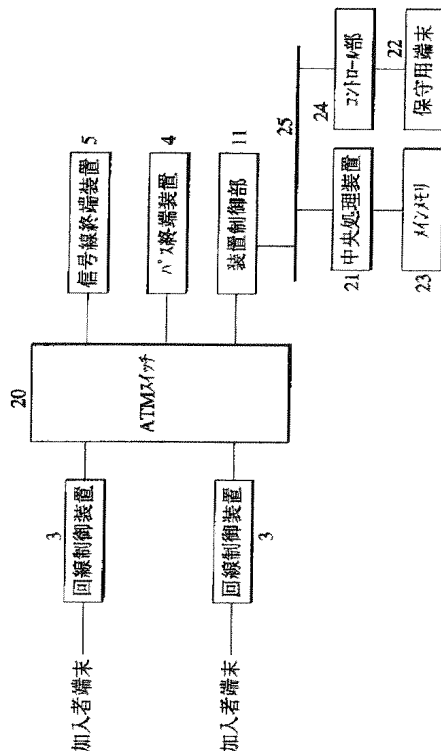 加入者端末
3
回線制御装置
加入者端末
3
回線制御装置
20
ATMスイッチ
信号線終端装置
5
パス終端装置
4
装置制御部
11
25
中央処理装置
21
メインメモリ
23
24
コントロール部
22
保守用端末